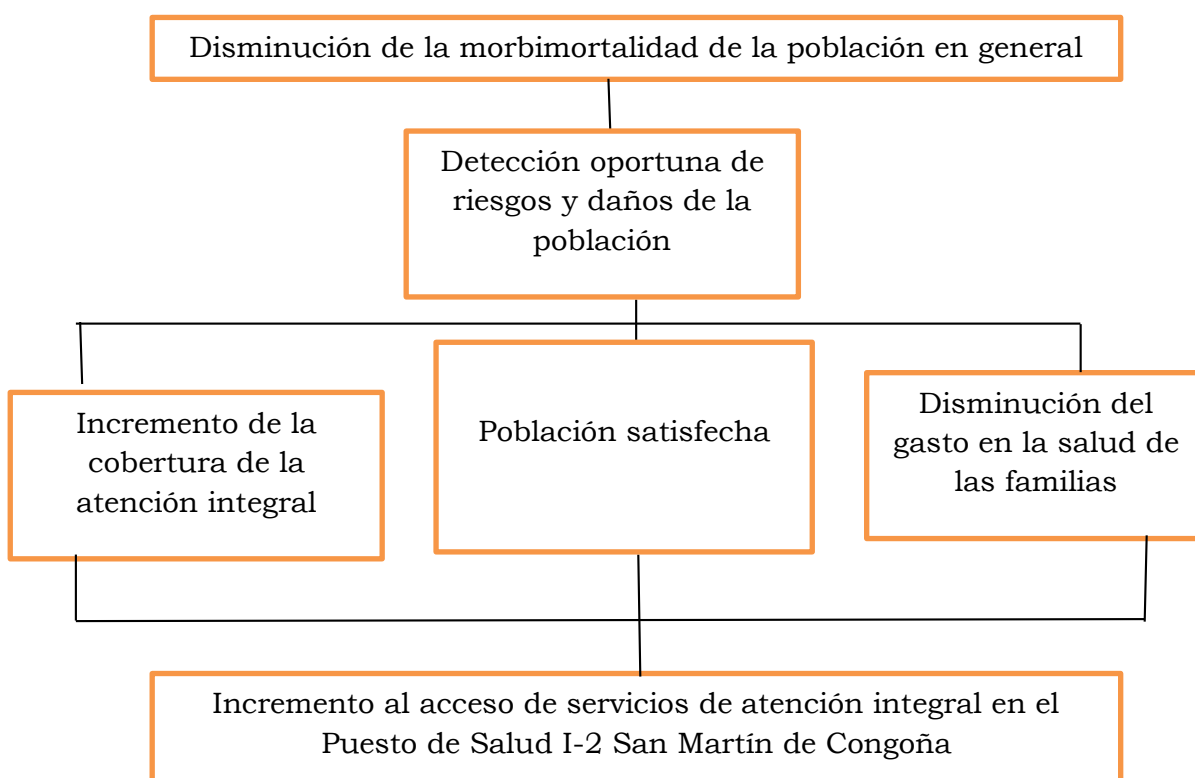 Disminución de la morbimortalidad de la población en general
Detección oportuna de
riesgos y daños de la
población
Incremento de la
cobertura de la
atención integral
Población satisfecha
Disminución del
gasto en la salud de
las familias
Incremento al acceso de servicios de atención integral en el
Puesto de Salud I-2 San Martín de Congoña